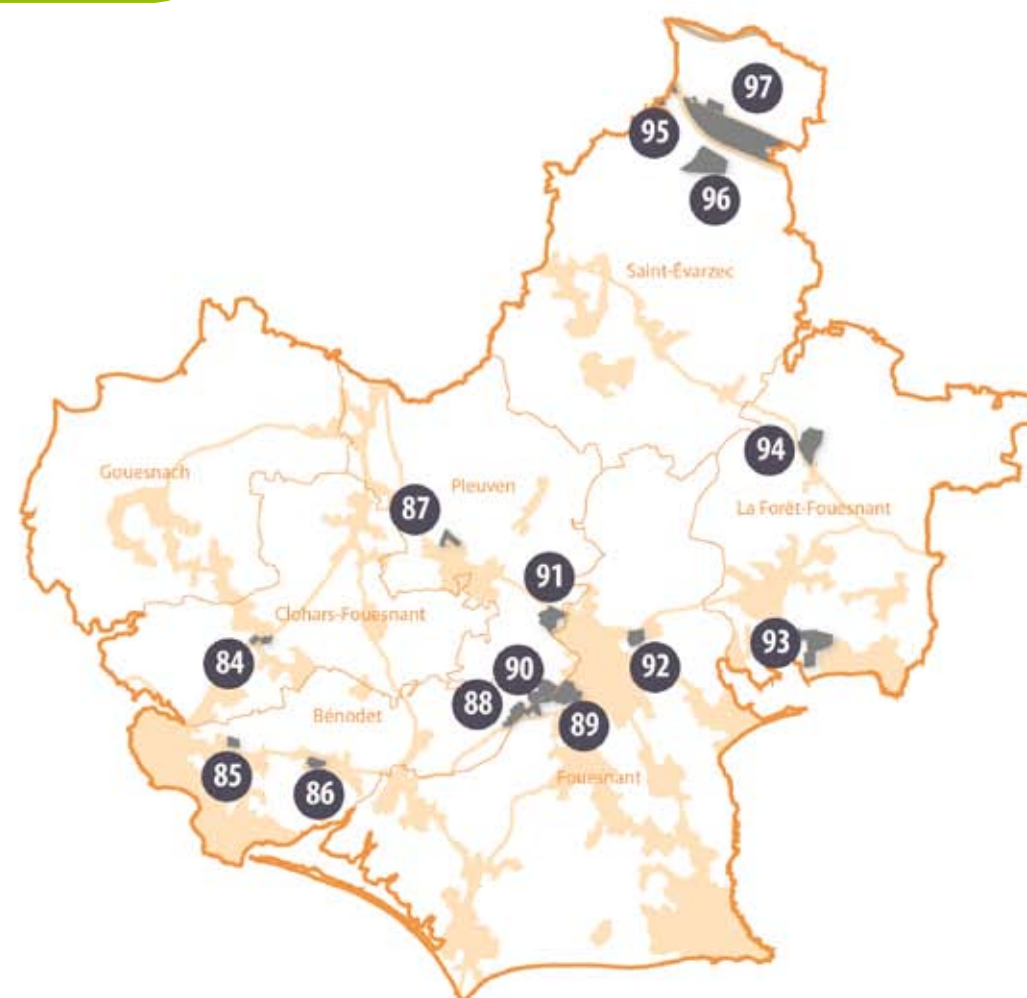 97
95
96
Saint-Évarzec
94
Gouesnach
87
Pleuven
La Forêt-Fouesnant
91
Clohars-Fouesnant
93
84
90
92
88
Bénodet
89
85
86
Fouesnant